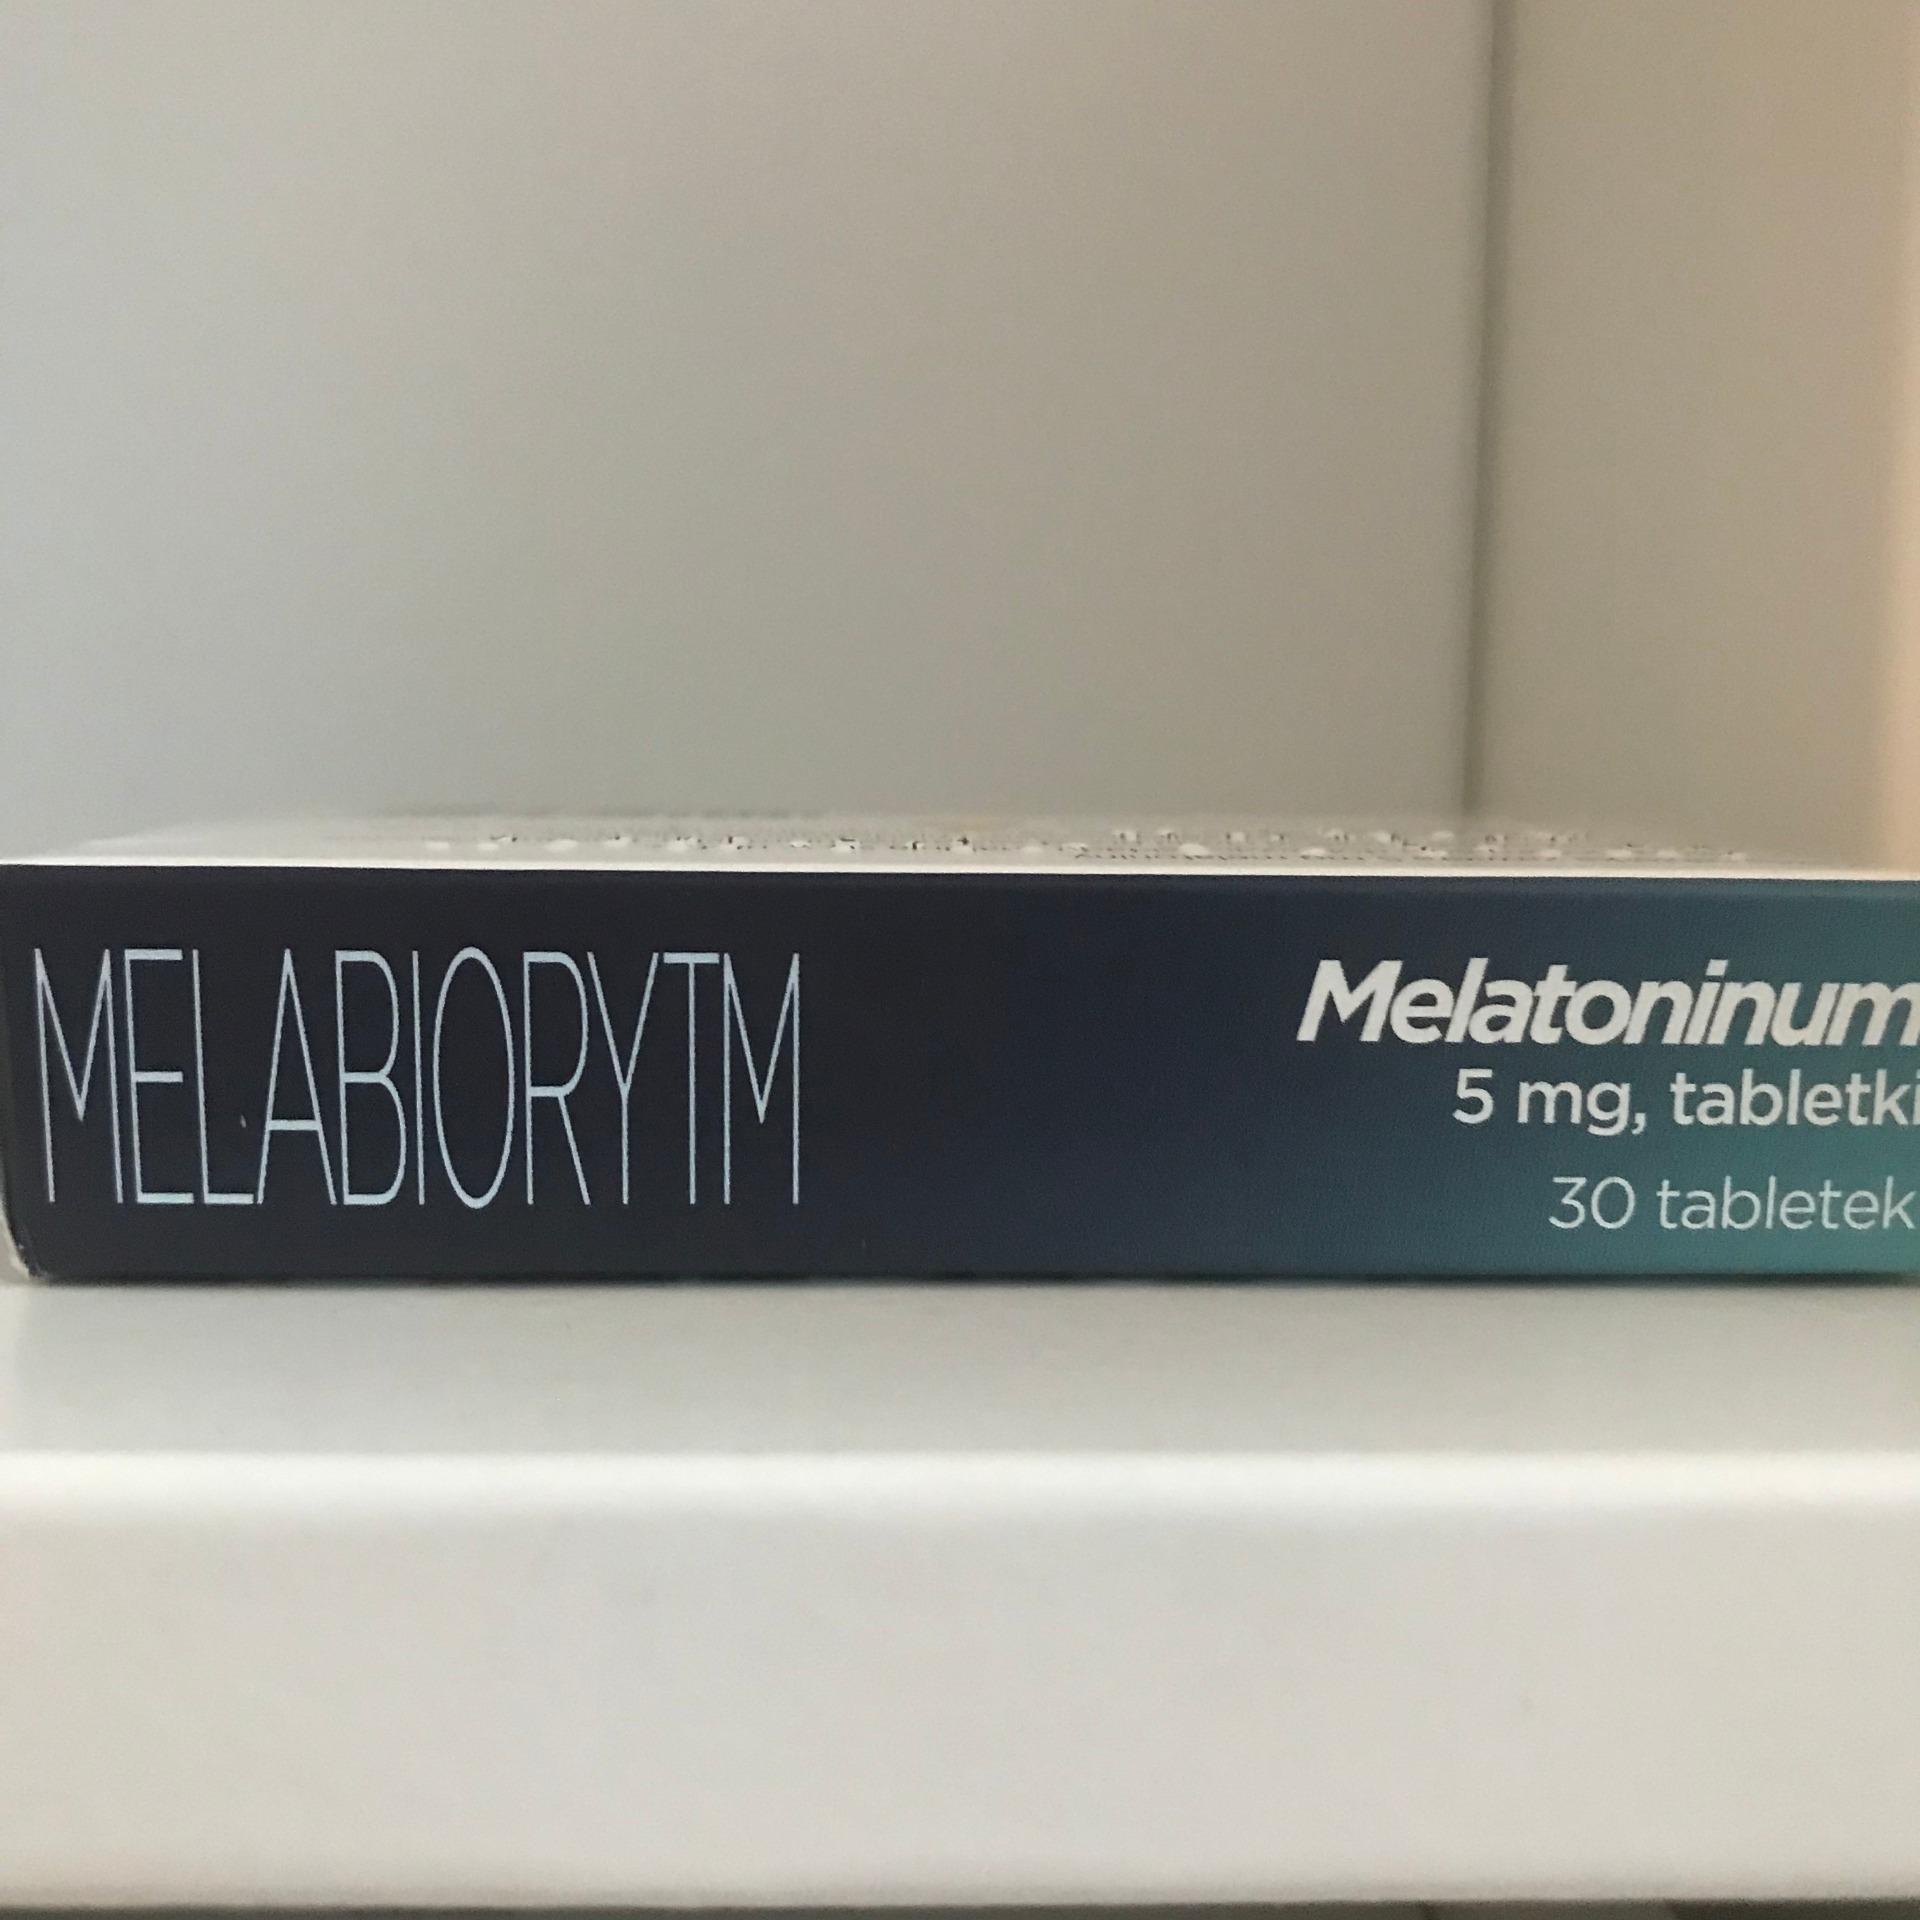 MELABIORYTM
Melatoninum
5 mg, tabletki
30 tabletek